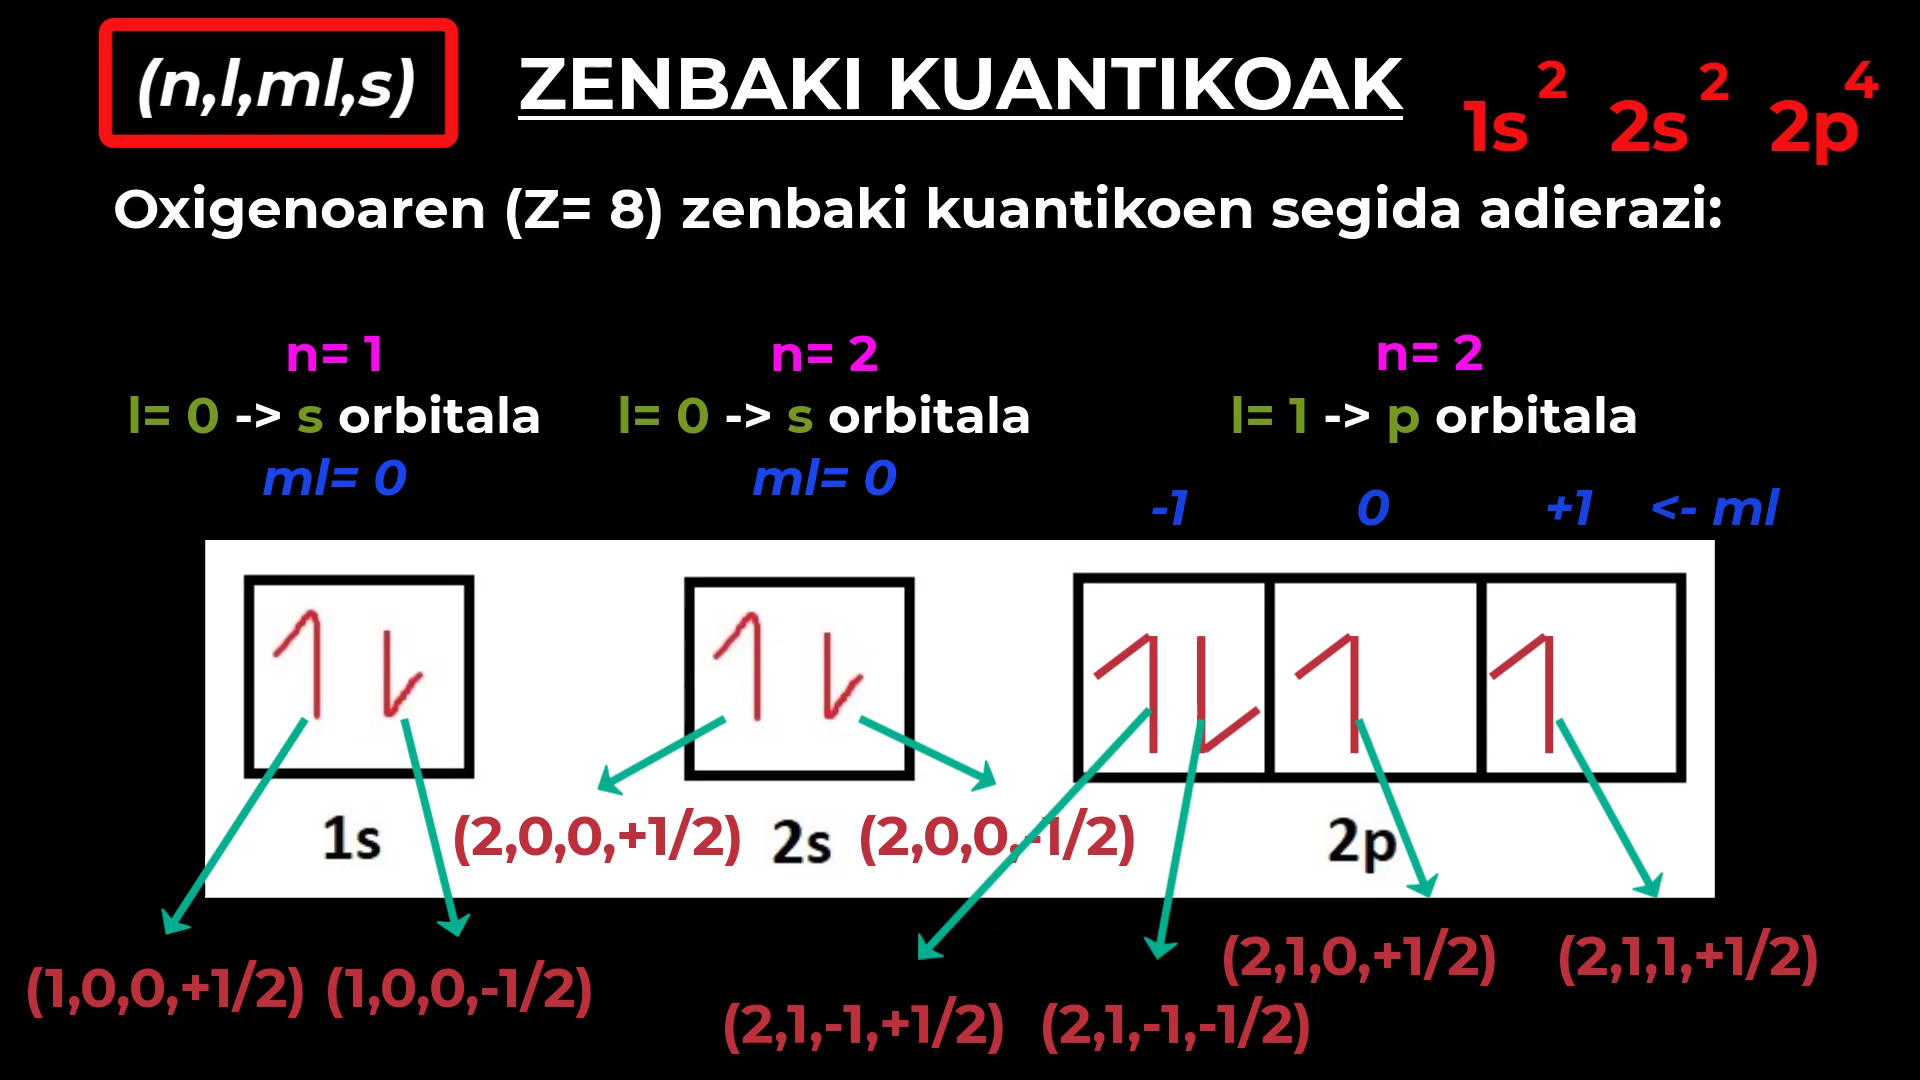 (n,l,ml,s)
ZENBAKI KUANTIKOAK
1s² 2s² 2p⁴
Oxigenoaren (Z= 8) zenbaki kuantikoen segida adierazi:
n= 1
l= 0 -> s orbitala
ml= 0
n= 2
l= 0 -> s orbitala
ml= 0
n= 2
l= 1 -> p orbitala
-1 0 +1 <- ml
1s
(2,0,0,+1/2)
2s
(2,0,0,-1/2)
2p
(1,0,0,+1/2)
(1,0,0,-1/2)
(2,1,-1,+1/2)
(2,1,-1,-1/2)
(2,1,0,+1/2)
(2,1,1,+1/2)